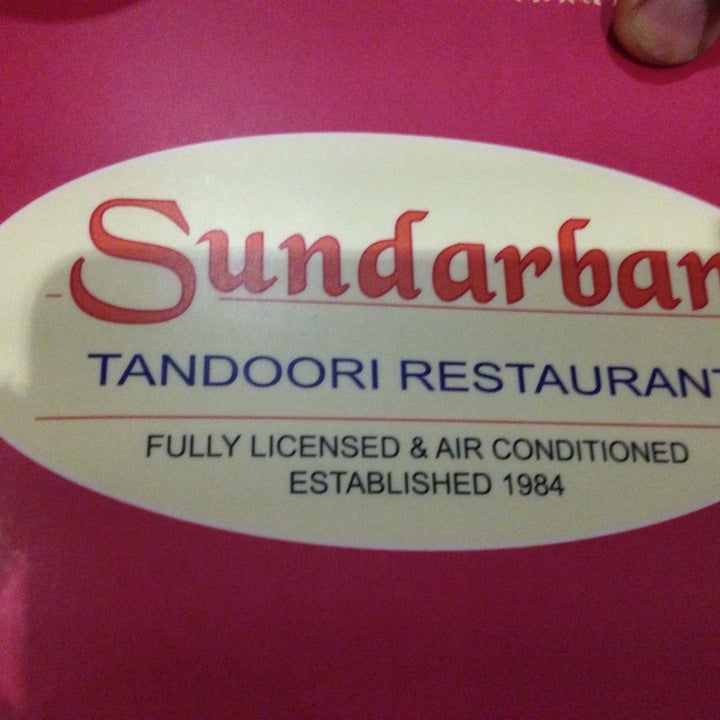 Sundarban
TANDOORI RESTAURANT
FULLY LICENSED & AIR CONDITIONED
ESTABLISHED 1984